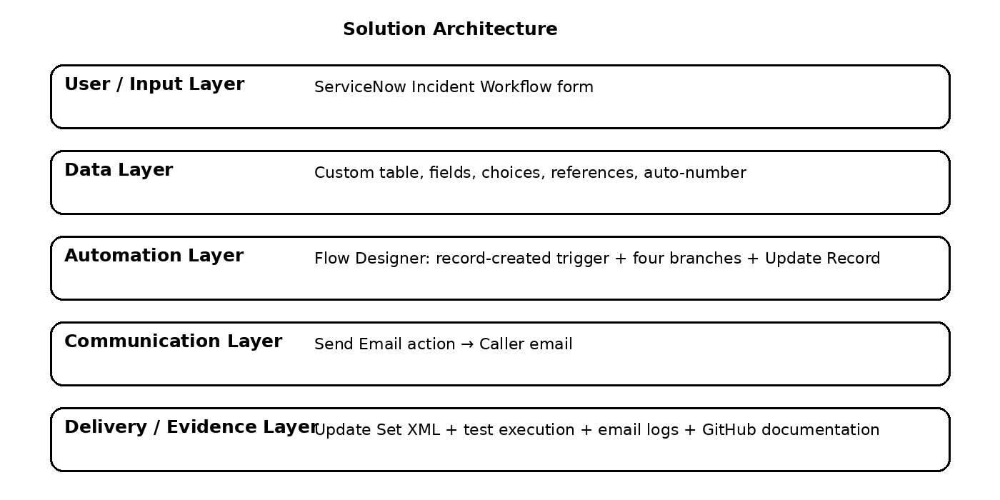 Solution Architecture
User / Input Layer ServiceNow Incident Workflow form
Data Layer Custom table, fields, choices, references, auto-number
Automation Layer Flow Designer: record-created trigger + four branches + Update Record
Communication Layer Send Email action → Caller email
Delivery / Evidence Layer Update Set XML + test execution + email logs + GitHub documentation